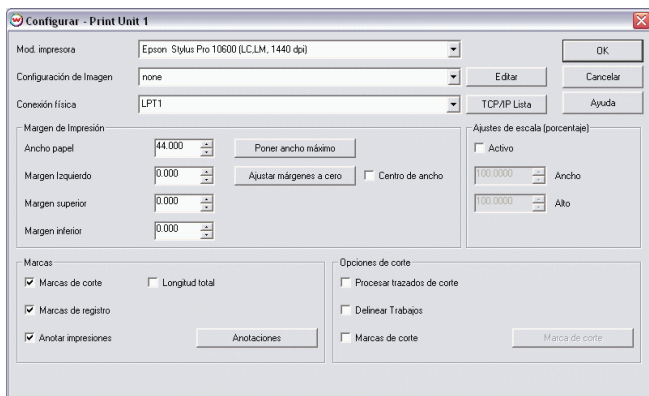 Configurar - Print Unit 1
Mod. impresora Epson Stylus Pro 10600 (LC,LM, 1440 dpi) OK
Configuración de Imagen none Editar Cancelar
Conexión física LPT1 TCP/IP Lista Ayuda
Margen de Impresión Ajustes de escala (porcentaje)
Ancho papel 44.000 Poner ancho máximo Activo
Margen Izquierdo 0.000 Ajustar márgenes a cero Centro de ancho 100.0000 Ancho
Margen superior 0.000 100.0000 Alto
Margen inferior 0.000
Marcas Opciones de corte
Marcas de corte Longitud total Procesar trazados de corte
Marcas de registro Delinear Trabajos
Anotar impresiones Anotaciones Marcas de corte Marca de corte